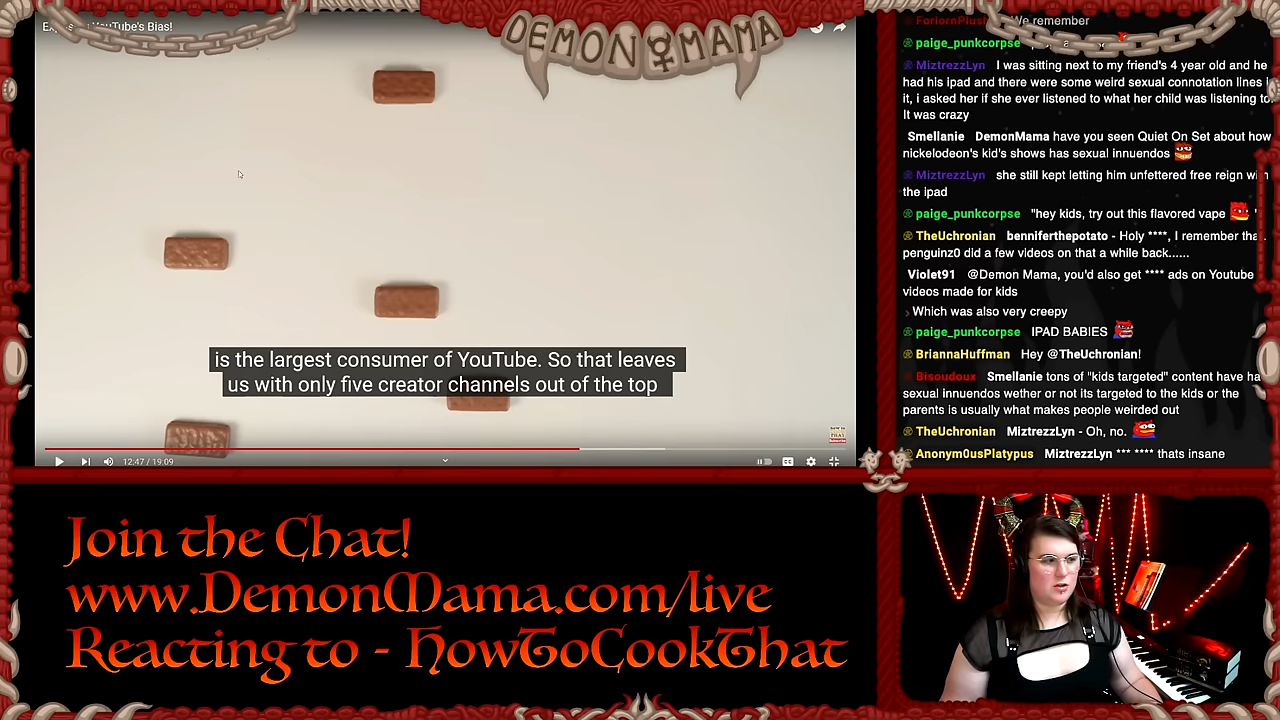 YouTube's Bias!
DEMON MAMA
is the largest consumer of YouTube. So that leaves
us with only five creator channels out of the top
12:47 / 19:09
We remember
paige_punkcorpse
MiztrezzLyn I was sitting next to my friend's 4 year old and he
had his ipad and there were some weird sexual connotation lines
it, i asked her if she ever listened to what her child was listening to.
It was crazy
Smellanie DemonMama have you seen Quiet On Set about how
nickelodeon's kid's shows has sexual innuendos
MiztrezzLyn she still kept letting him unfettered free reign
the ipad
paige_punkcorpse "hey kids, try out this flavored vape "
TheUchronian benniferthepotato - Holy ****, I remember
penguinz0 did a few videos on that a while back......
Violet91 @Demon Mama, you'd also get **** ads on Youtube
videos made for kids
Which was also very creepy
paige_punkcorpse IPAD BABIES
BriannaHuffman Hey @TheUchronian!
Bisoudoux Smellanie tons of "kids targeted" content have
sexual innuendos wether or not its targeted to the kids or the
parents is usually what makes people weirded out
TheUchronian MiztrezzLyn - Oh, no.
Anonym0usPlatypus MiztrezzLyn *** **** thats insane
Join the Chat!
www.DemonMama.com/live
Reacting to - HowToCookThat